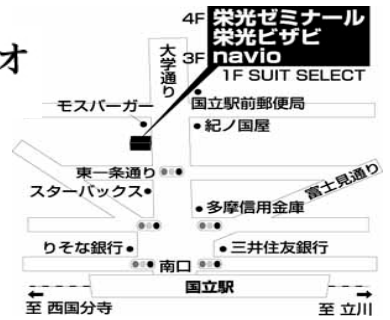 オ
4F 栄光ゼミナール
栄光ビザビ
3F navio
1F SUIT SELECT
大学通り
モスバーガー
国立駅前郵便局
紀ノ国屋
東一条通り
スターバックス
富士見通り
多摩信用金庫
りそな銀行
三井住友銀行
南口
国立駅
至 西国分寺
至 立川